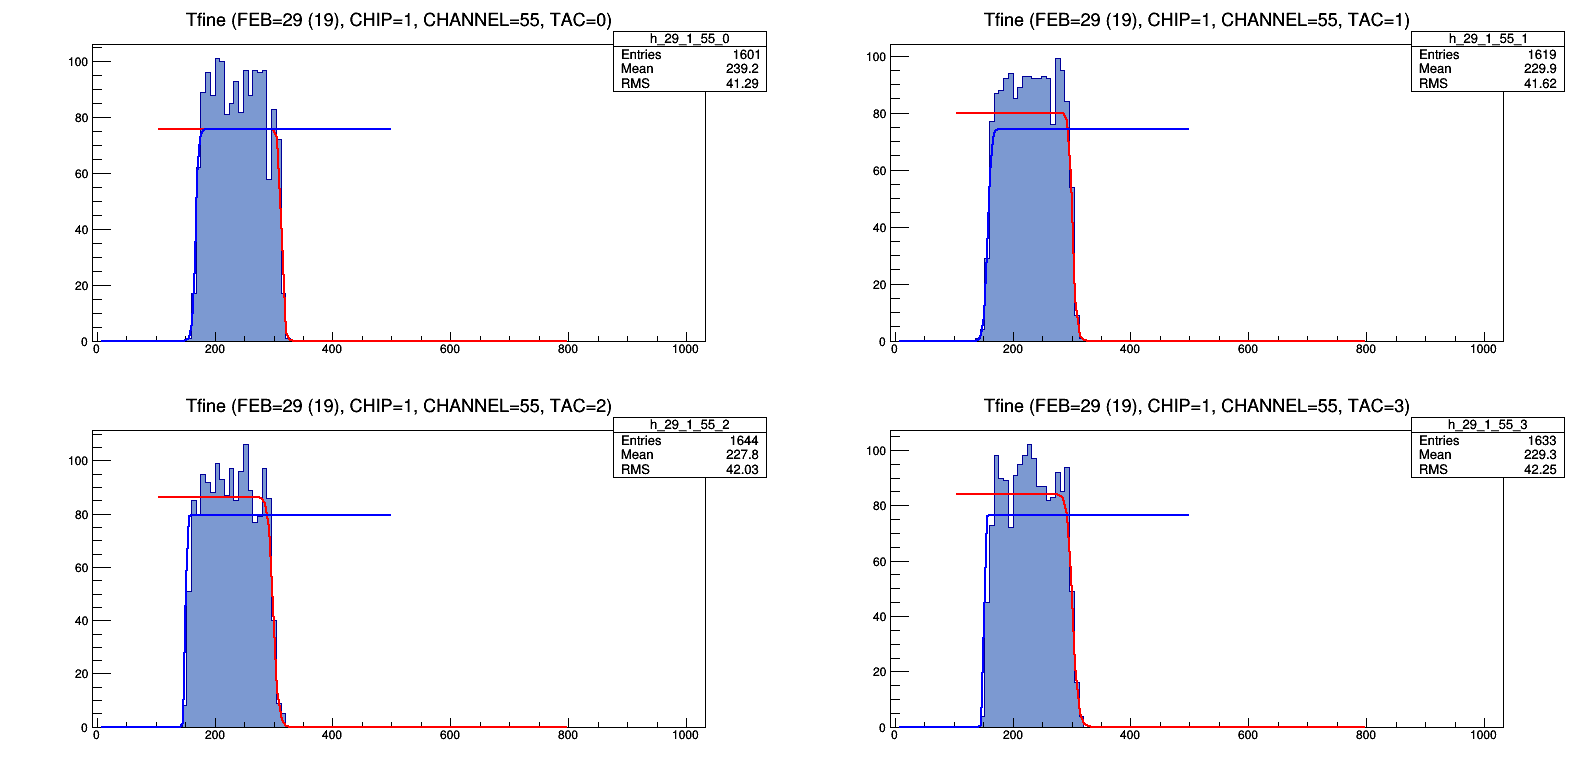 Tfine (FEB=29 (19), CHIP=1, CHANNEL=55, TAC=0)
h_29_1_55_0
Entries 1601
Mean 239.2
RMS 41.29
100
80
60
40
20
0
0 200 400 600 800 1000
Tfine (FEB=29 (19), CHIP=1, CHANNEL=55, TAC=1)
h_29_1_55_1
Entries 1619
Mean 229.9
RMS 41.62
100
80
60
40
20
0
0 200 400 600 800 1000
Tfine (FEB=29 (19), CHIP=1, CHANNEL=55, TAC=2)
h_29_1_55_2
Entries 1644
Mean 227.8
RMS 42.03
100
80
60
40
20
0
0 200 400 600 800 1000
Tfine (FEB=29 (19), CHIP=1, CHANNEL=55, TAC=3)
h_29_1_55_3
Entries 1633
Mean 229.3
RMS 42.25
100
80
60
40
20
0
0 200 400 600 800 1000